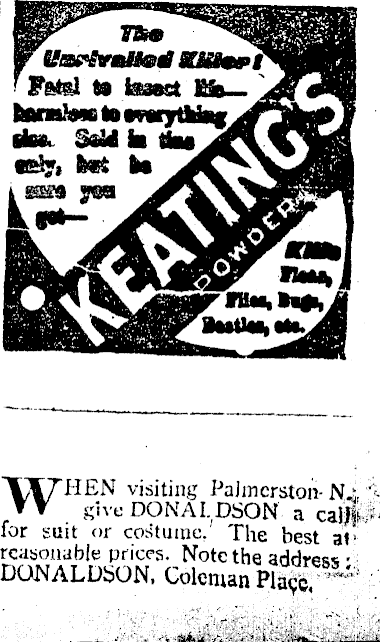 The
Unrivalled Killer!
Fatal to insect life—
harmless to everything
else. Sold in tins
only, but be
sure you
get—
KEATING'S
POWDER
Kills
Fleas,
Flies, Bugs,
Beetles, etc.
WHEN visiting Palmerston N.
give DONALDSON a call
for suit or costume. The best at
reasonable prices. Note the address:
DONALDSON, Coleman Place.